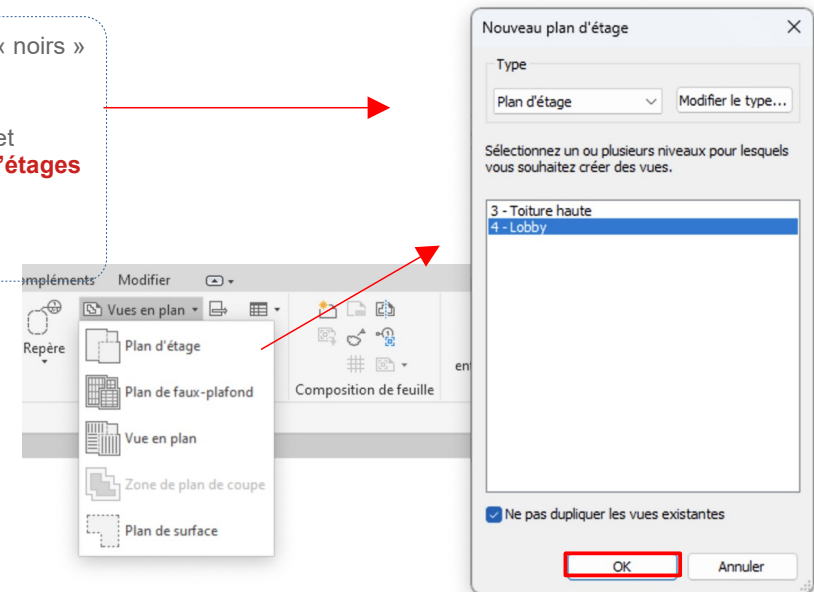 « noirs »
et
’étages
Modifier
Repère
Vues en plan
Plan d'étage
Plan de faux-plafond
Vue en plan
Zone de plan de coupe
Plan de surface
Composition de feuille
Nouveau plan d'étage
Type
Plan d'étage
Modifier le type...
Sélectionnez un ou plusieurs niveaux pour lesquels
vous souhaitez créer des vues.
3 - Toiture haute
4 - Lobby
Ne pas dupliquer les vues existantes
OK
Annuler